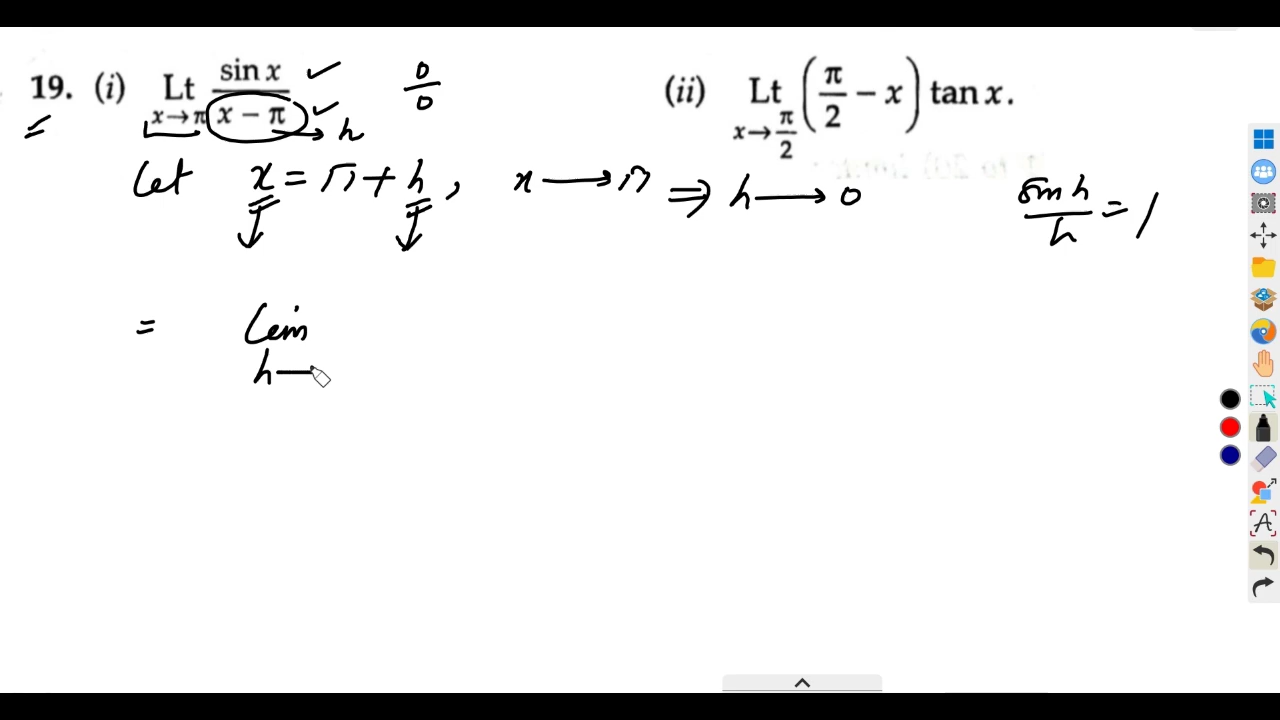 19. (i) Lt x→π sin x / x − π ✓ ✓ 0/0 (ii) Lt x→π/2 (π/2 − x) tan x.
→ h
Let x = π + h, x → π ⇒ h → 0 sin h / h = 1
= Lim
h —